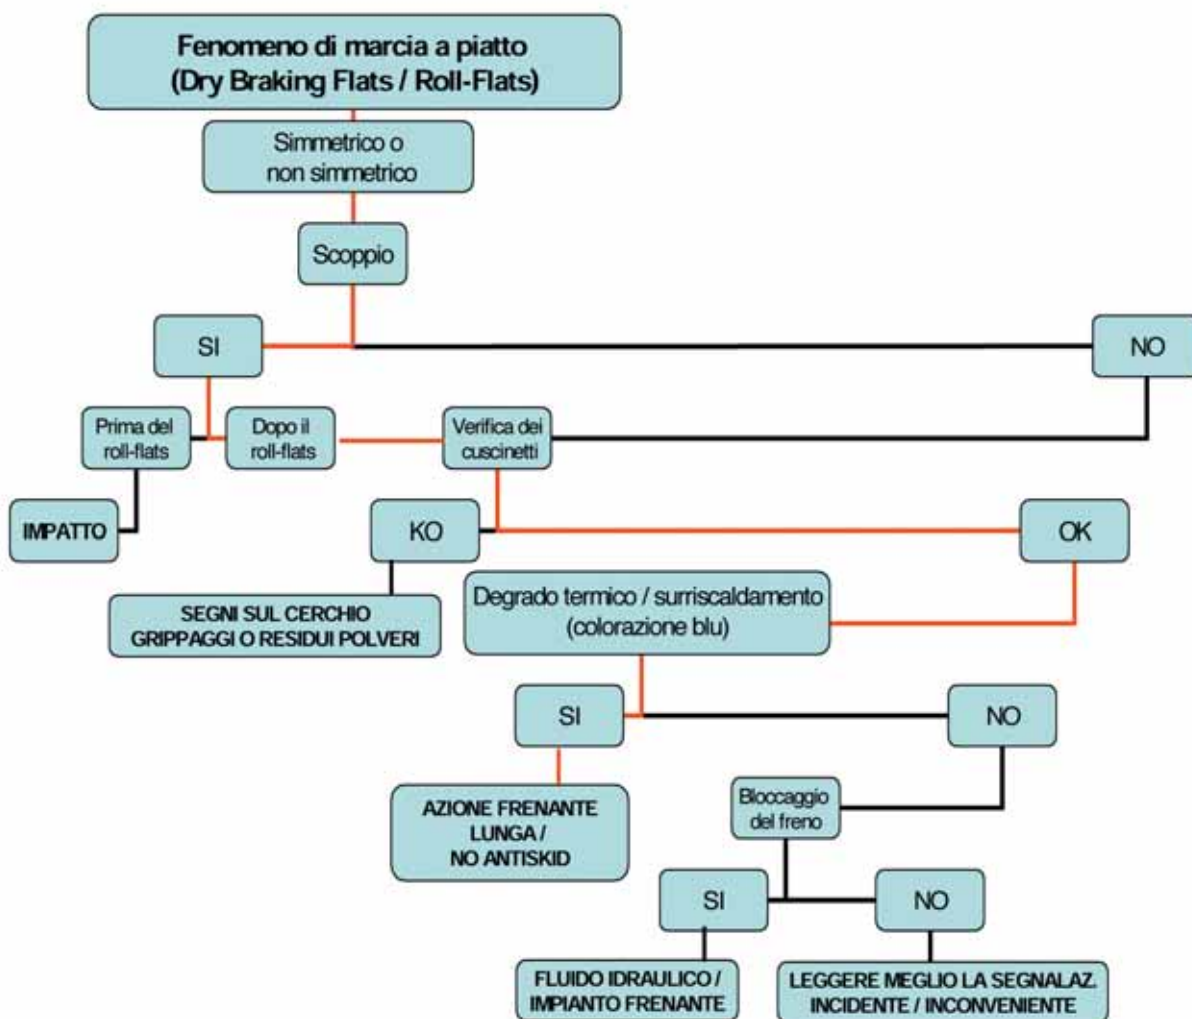 Fenomeno di marcia a piatto
(Dry Braking Flats / Roll-Flats)
Simmetrico o
non simmetrico
Scoppio
SI
NO
Prima del
roll-flats
Dopo il
roll-flats
Verifica dei
cuscinetti
IMPATTO
KO
OK
SEGNI SUL CERCHIO
GRIPPAGGI O RESIDUI POLVERI
Degrado termico / surriscaldamento
(colorazione blu)
SI
NO
AZIONE FRENANTE
LUNGA /
NO ANTISKID
Bloccaggio
del freno
SI
NO
FLUIDO IDRAULICO /
IMPIANTO FRENANTE
LEGGERE MEGLIO LA SEGNALAZ.
INCIDENTE / INCONVENIENTE